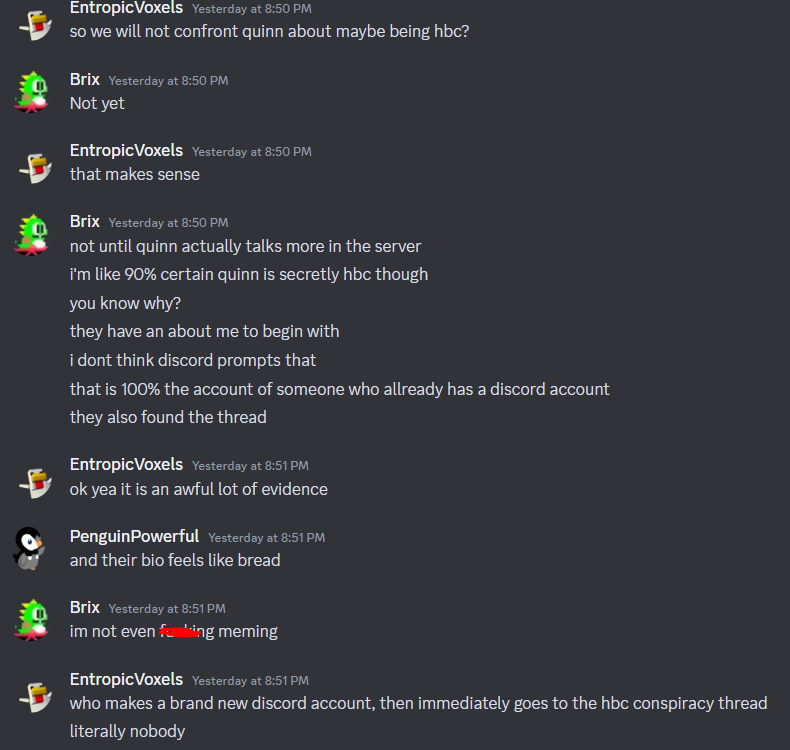 EntropicVoxels Yesterday at 8:50 PM
so we will not confront quinn about maybe being hbc?
Brix Yesterday at 8:50 PM
Not yet
EntropicVoxels Yesterday at 8:50 PM
that makes sense
Brix Yesterday at 8:50 PM
not until quinn actually talks more in the server
i'm like 90% certain quinn is secretly hbc though
you know why?
they have an about me to begin with
i dont think discord prompts that
that is 100% the account of someone who allready has a discord account
they also found the thread
EntropicVoxels Yesterday at 8:51 PM
ok yea it is an awful lot of evidence
PenguinPowerful Yesterday at 8:51 PM
and their bio feels like bread
Brix Yesterday at 8:51 PM
im not even meming
EntropicVoxels Yesterday at 8:51 PM
who makes a brand new discord account, then immediately goes to the hbc conspiracy thread
literally nobody